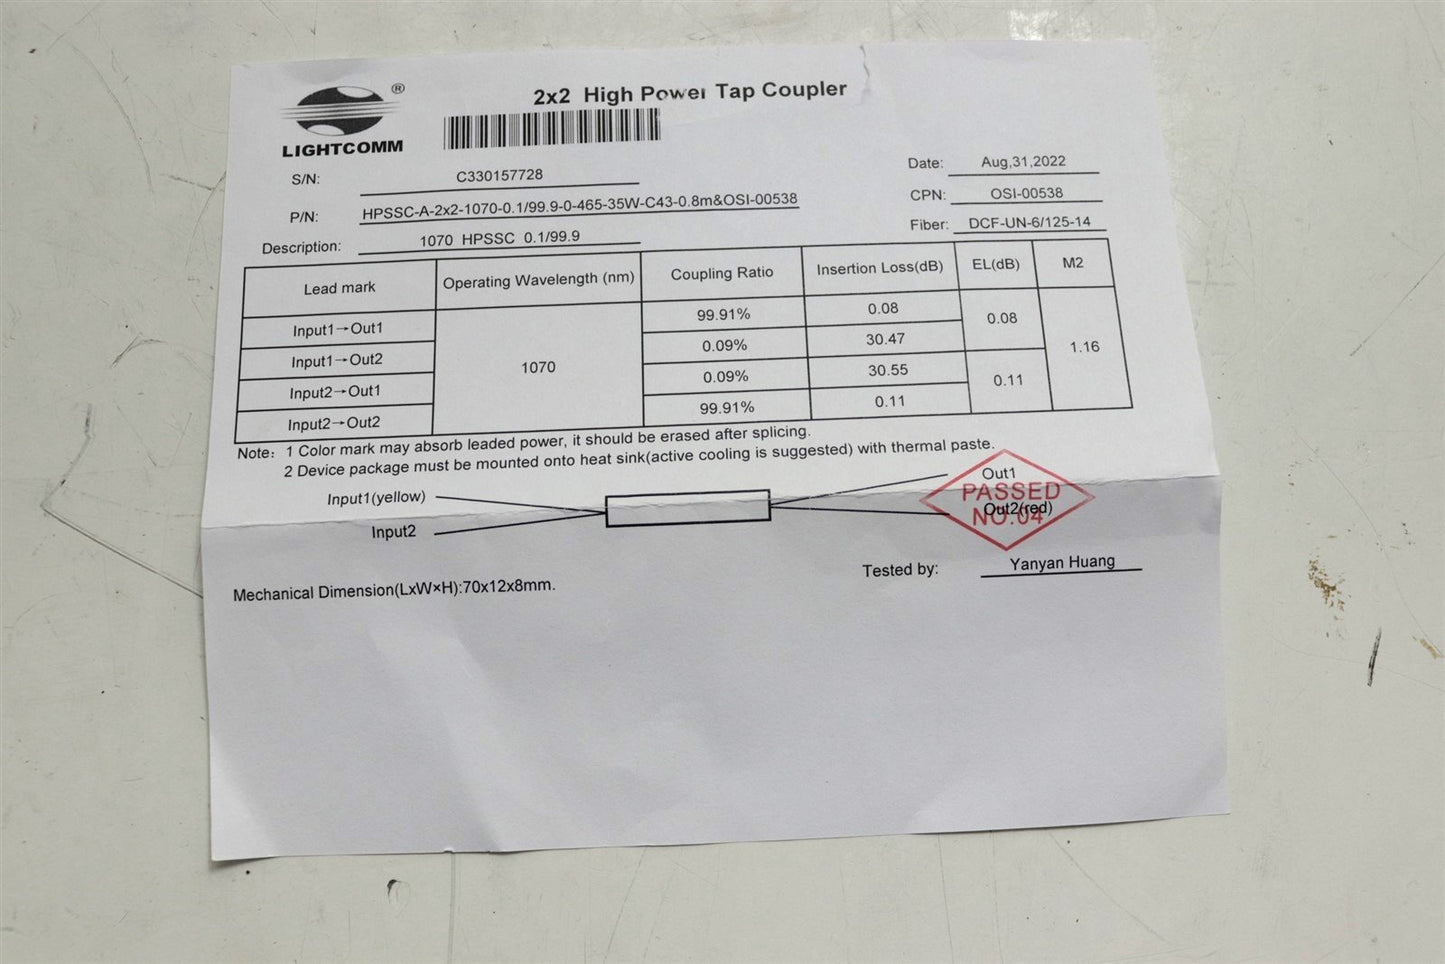 2x2 High Power Tap Coupler
®
LIGHTCOMM
S/N: C330157728
Date: Aug,31,2022
P/N: HPSSC-A-2x2-1070-0.1/99.9-0-465-35W-C43-0.8m&OSI-00538
CPN: OSI-00538
Description: 1070 HPSSC 0.1/99.9
Fiber: DCF-UN-6/125-14
Lead mark Operating Wavelength (nm) Coupling Ratio Insertion Loss(dB) EL(dB) M2
Input1→Out1 1070 99.91% 0.08 0.08 1.16
Input1→Out2 0.09% 30.47
Input2→Out1 0.09% 30.55 0.11
Input2→Out2 99.91% 0.11
Note: 1 Color mark may absorb leaded power, it should be erased after splicing.
2 Device package must be mounted onto heat sink(active cooling is suggested) with thermal paste.
Input1(yellow) Out1
PASSED
Input2 Out2(red)
NO.04
Tested by: Yanyan Huang
Mechanical Dimension(LxW×H):70x12x8mm.